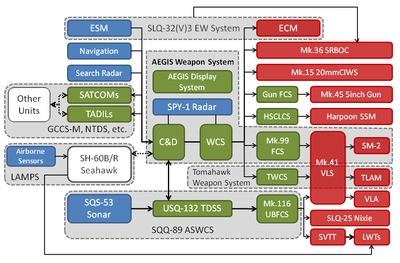 ESM
SLQ-32(V)3 EW System
ECM
Navigation
Mk.36 SRBOC
AEGIS Weapon System
Search Radar
AEGIS Display
System
Mk.15 20mmCIWS
Other
Units
SATCOMs
TADILs
GCCS-M, NTDS, etc.
SPY-1 Radar
Gun FCS
Mk.45 5inch Gun
HSCLCS
Harpoon SSM
Airborne
Sensors
SH-60B/R
Seahawk
LAMPS
C&D
WCS
Mk.99
FCS
Mk.41
VLS
SM-2
Tomahawk
Weapon System
TWCS
TLAM
SQS-53
Sonar
USQ-132 TDSS
Mk.116
UBFCS
VLA
SLQ-25 Nixie
SVTT
LWTs
SQQ-89 ASWCS